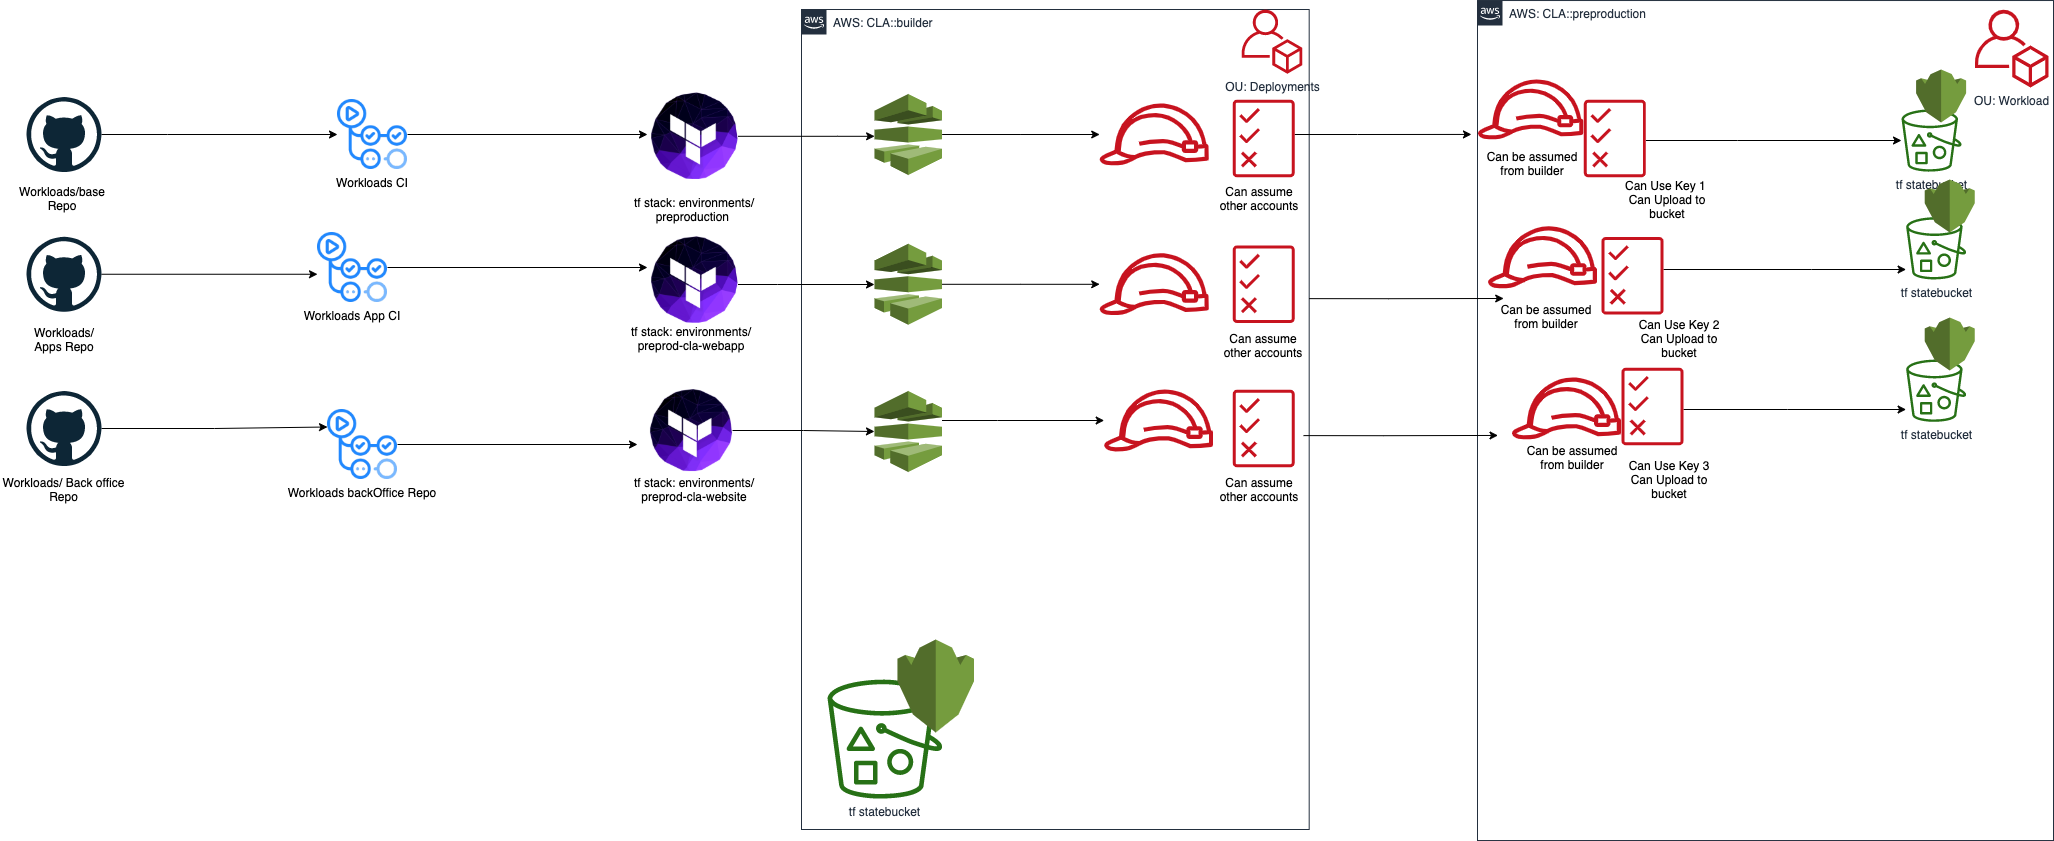 aws
AWS: CLA::builder
OU: Deployments
aws
AWS: CLA::preproduction
OU: Workload
Workloads/base
Repo
Workloads CI
tf stack: environments/
preproduction
Can assume
other accounts
Can be assumed
from builder
Can Use Key 1
Can Upload to
bucket
tf statebucket
Workloads/
Apps Repo
Workloads App CI
tf stack: environments/
preprod-cla-webapp
Can assume
other accounts
Can be assumed
from builder
Can Use Key 2
Can Upload to
bucket
tf statebucket
Workloads/ Back office
Repo
Workloads backOffice Repo
tf stack: environments/
preprod-cla-website
Can assume
other accounts
Can be assumed
from builder
Can Use Key 3
Can Upload to
bucket
tf statebucket
tf statebucket